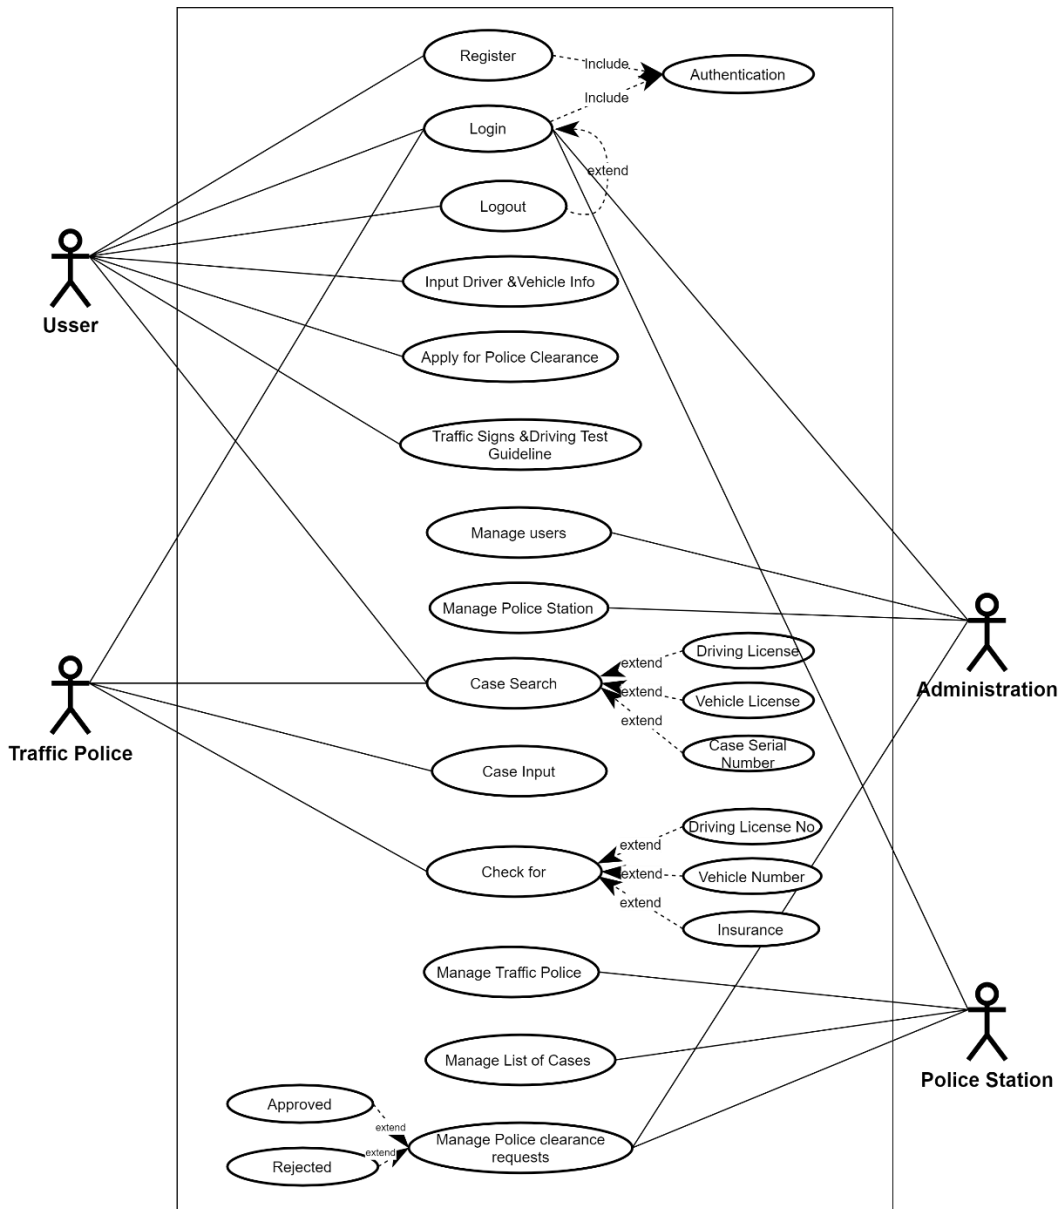 Register
Include
Authentication
Include
Login
extend
Logout
Usser
Input Driver &Vehicle Info
Apply for Police Clearance
Traffic Signs &Driving Test
Guideline
Manage users
Manage Police Station
Administration
Driving License
extend
Case Search
extend
Vehicle License
extend
Case Serial
Number
Traffic Police
Case Input
Driving License No
extend
Check for
extend
Vehicle Number
extend
Insurance
Manage Traffic Police
Manage List of Cases
Police Station
Approved
extend
Manage Police clearance
requests
extend
Rejected